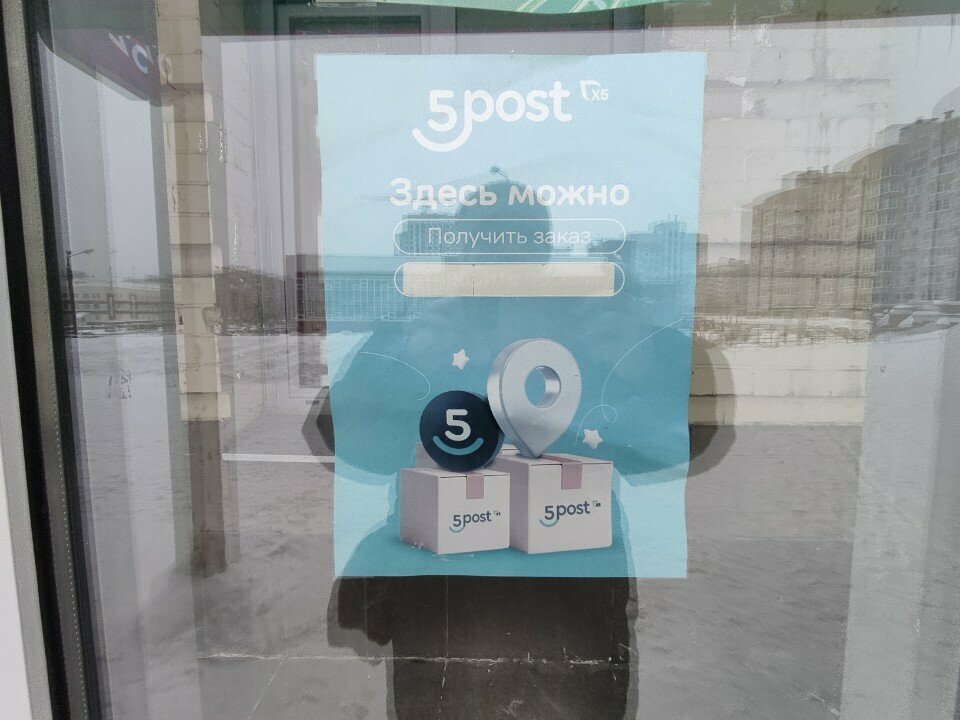 5post X5
Здесь можно
Получить заказ
5
5post
5post